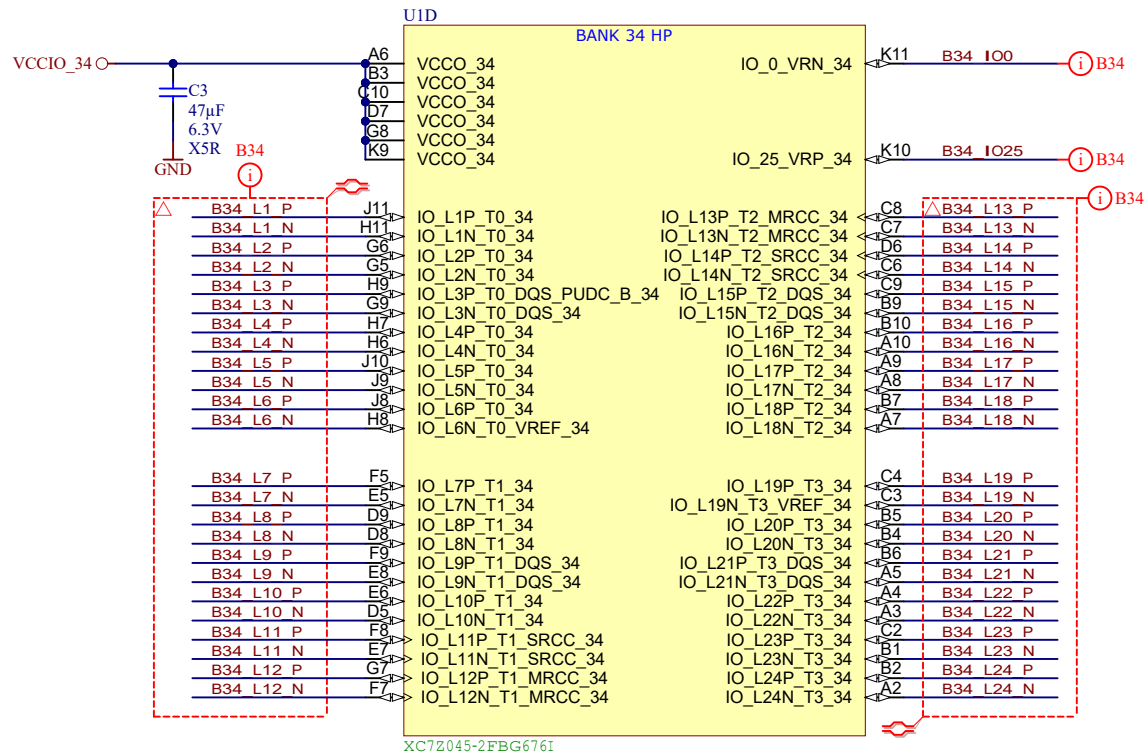 U1D
BANK 34 HP
VCCIO_34
A6 VCCO_34
B3 VCCO_34
C10 VCCO_34
D7 VCCO_34
G8 VCCO_34
K9 VCCO_34
C3
47µF
6.3V
X5R
GND
IO_0_VRN_34 K11 B34_IO0 i B34
IO_25_VRP_34 K10 B34_IO25 i B34
B34
i
i B34
B34_L1_P J11 IO_L1P_T0_34
B34_L1_N H11 IO_L1N_T0_34
B34_L2_P G6 IO_L2P_T0_34
B34_L2_N G5 IO_L2N_T0_34
B34_L3_P H9 IO_L3P_T0_DQS_PUDC_B_34
B34_L3_N G9 IO_L3N_T0_DQS_34
B34_L4_P H7 IO_L4P_T0_34
B34_L4_N H6 IO_L4N_T0_34
B34_L5_P J10 IO_L5P_T0_34
B34_L5_N J9 IO_L5N_T0_34
B34_L6_P J8 IO_L6P_T0_34
B34_L6_N H8 IO_L6N_T0_VREF_34
B34_L7_P F5 IO_L7P_T1_34
B34_L7_N E5 IO_L7N_T1_34
B34_L8_P D9 IO_L8P_T1_34
B34_L8_N D8 IO_L8N_T1_34
B34_L9_P F9 IO_L9P_T1_DQS_34
B34_L9_N E8 IO_L9N_T1_DQS_34
B34_L10_P E6 IO_L10P_T1_34
B34_L10_N D5 IO_L10N_T1_34
B34_L11_P F8 IO_L11P_T1_SRCC_34
B34_L11_N E7 IO_L11N_T1_SRCC_34
B34_L12_P G7 IO_L12P_T1_MRCC_34
B34_L12_N F7 IO_L12N_T1_MRCC_34
IO_L13P_T2_MRCC_34 C8 B34_L13_P
IO_L13N_T2_MRCC_34 C7 B34_L13_N
IO_L14P_T2_SRCC_34 D6 B34_L14_P
IO_L14N_T2_SRCC_34 C6 B34_L14_N
IO_L15P_T2_DQS_34 C9 B34_L15_P
IO_L15N_T2_DQS_34 B9 B34_L15_N
IO_L16P_T2_34 B10 B34_L16_P
IO_L16N_T2_34 A10 B34_L16_N
IO_L17P_T2_34 A9 B34_L17_P
IO_L17N_T2_34 A8 B34_L17_N
IO_L18P_T2_34 B7 B34_L18_P
IO_L18N_T2_34 A7 B34_L18_N
IO_L19P_T3_34 C4 B34_L19_P
IO_L19N_T3_VREF_34 C3 B34_L19_N
IO_L20P_T3_34 B5 B34_L20_P
IO_L20N_T3_34 B4 B34_L20_N
IO_L21P_T3_DQS_34 B6 B34_L21_P
IO_L21N_T3_DQS_34 A5 B34_L21_N
IO_L22P_T3_34 A4 B34_L22_P
IO_L22N_T3_34 A3 B34_L22_N
IO_L23P_T3_34 C2 B34_L23_P
IO_L23N_T3_34 B1 B34_L23_N
IO_L24P_T3_34 B2 B34_L24_P
IO_L24N_T3_34 A2 B34_L24_N
XC7Z045-2FBG676I